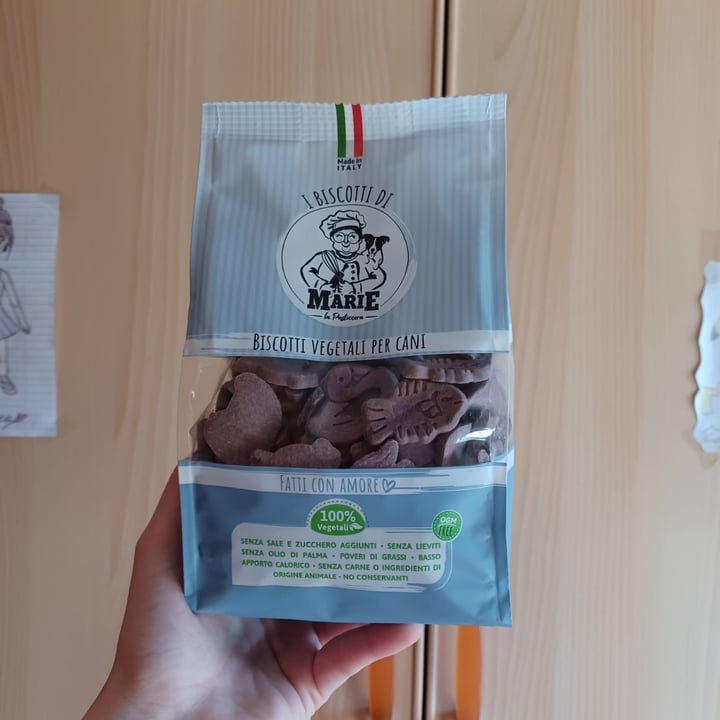 Made in
ITALY
I BISCOTTI DI
MARIE
la Pasticcera
BISCOTTI VEGETALI PER CANI
FATTI CON AMORE
100%
Vegetali
OGM
FREE
SENZA SALE E ZUCCHERO AGGIUNTI • SENZA LIEVITI
SENZA OLIO DI PALMA • POVERI DI GRASSI • BASSO
APPORTO CALORICO • SENZA CARNE O INGREDIENTI DI
ORIGINE ANIMALE • NO CONSERVANTI